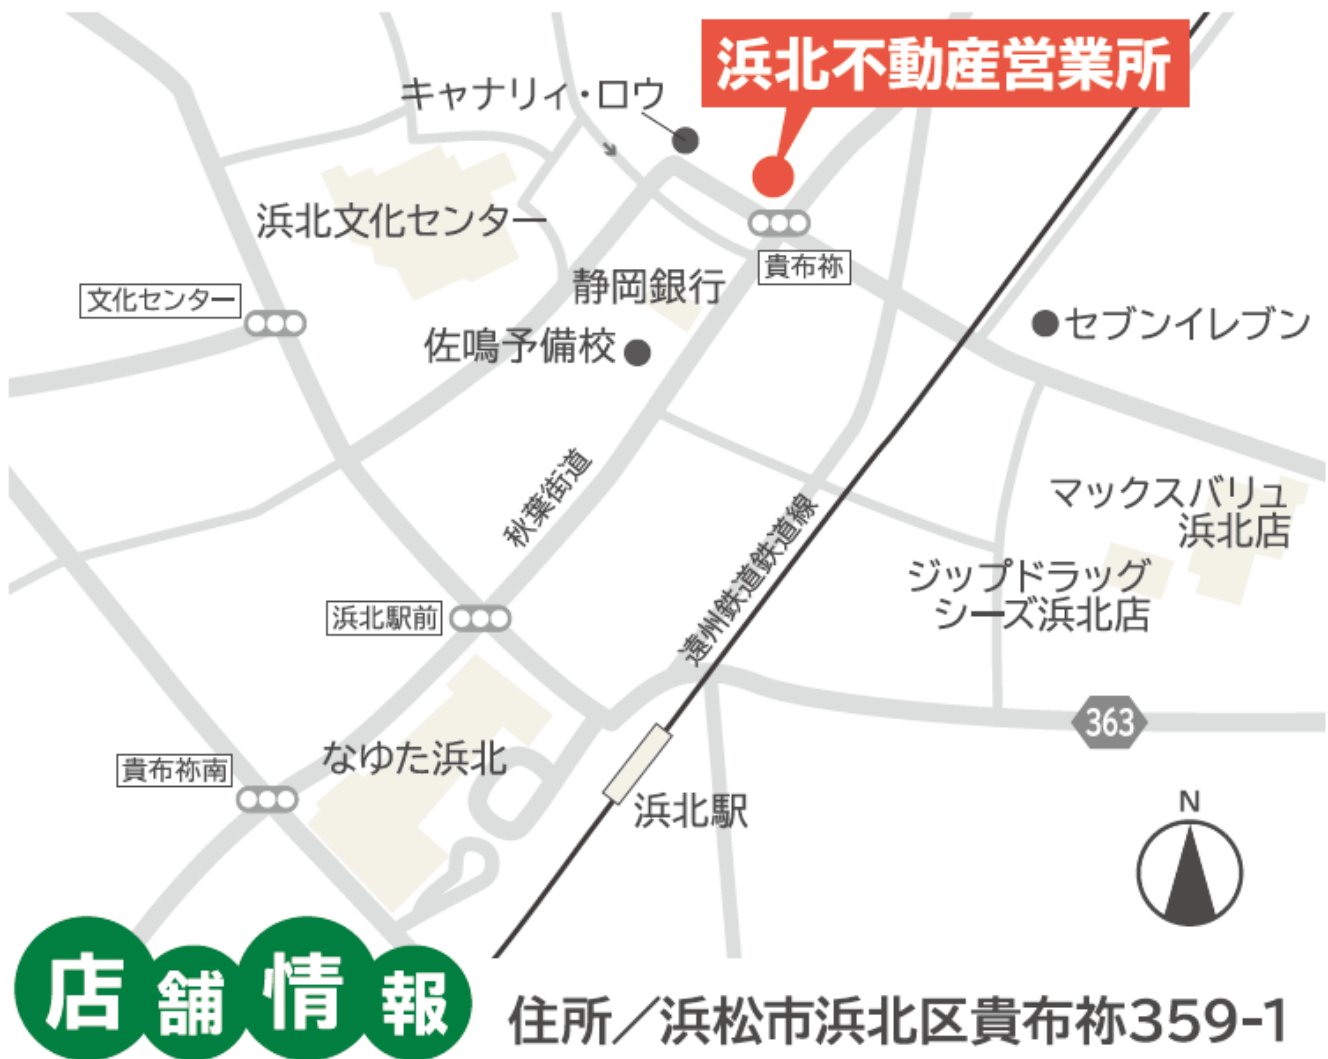 浜北不動産営業所
キャナリィ・ロウ
浜北文化センター
貴布祢
静岡銀行
文化センター
セブンイレブン
佐鳴予備校
秋葉街道
マックスバリュ
浜北店
遠州鉄道鉄道線
ジップドラッグ
シーズ浜北店
浜北駅前
363
なゆた浜北
貴布祢南
浜北駅
N
店舗情報
住所／浜松市浜北区貴布祢359-1